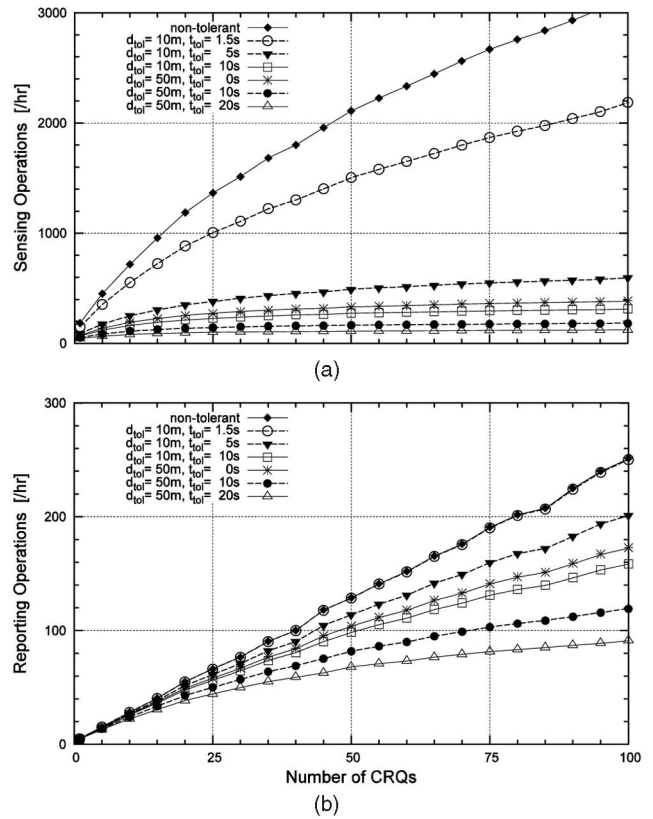 3000
2000
1000
0
Sensing Operations [/hr]
non-tolerant
dtol= 10m, ttol= 1.5s
dtol= 10m, ttol= 5s
dtol= 10m, ttol= 10s
dtol= 50m, ttol= 0s
dtol= 50m, ttol= 10s
dtol= 50m, ttol= 20s
(a)
300
200
100
0
Reporting Operations [/hr]
non-tolerant
dtol= 10m, ttol= 1.5s
dtol= 10m, ttol= 5s
dtol= 10m, ttol= 10s
dtol= 50m, ttol= 0s
dtol= 50m, ttol= 10s
dtol= 50m, ttol= 20s
0 25 50 75 100
Number of CRQs
(b)